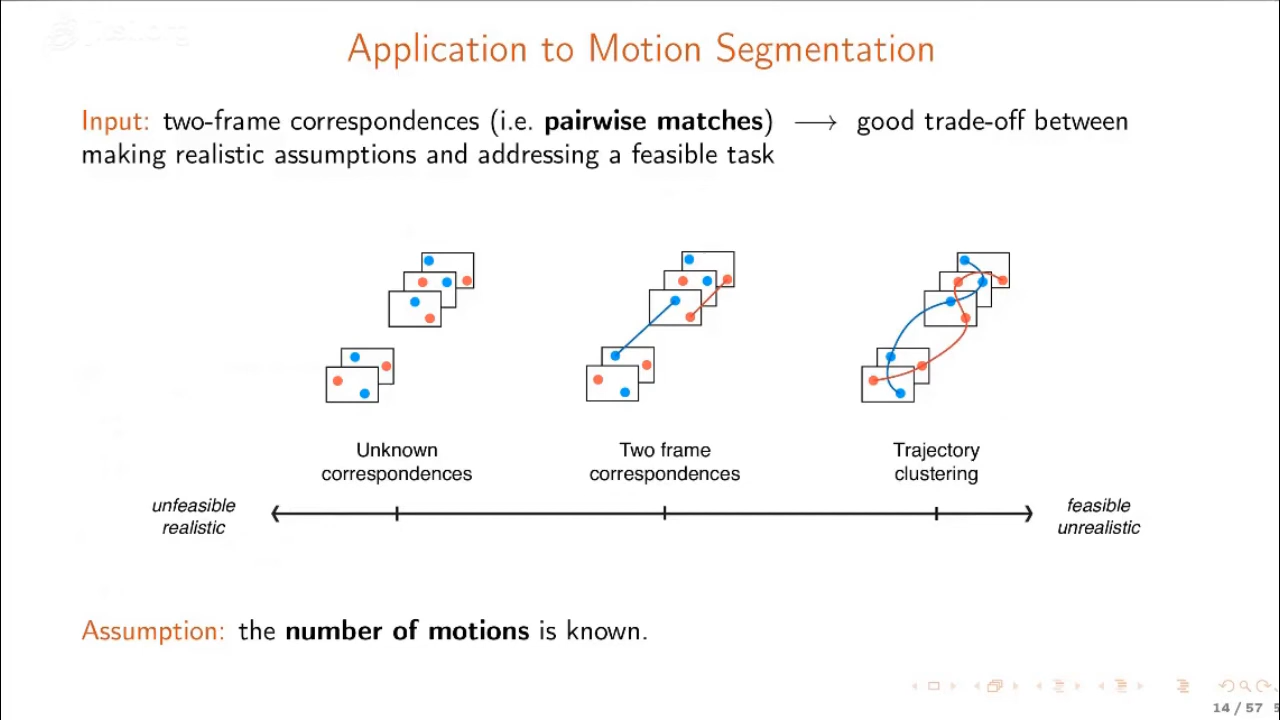 Application to Motion Segmentation
Input: two-frame correspondences (i.e. pairwise matches) ⟶ good trade-off between
making realistic assumptions and addressing a feasible task
Unknown
correspondences
Two frame
correspondences
Trajectory
clustering
unfeasible
realistic
feasible
unrealistic
Assumption: the number of motions is known.
14 / 57